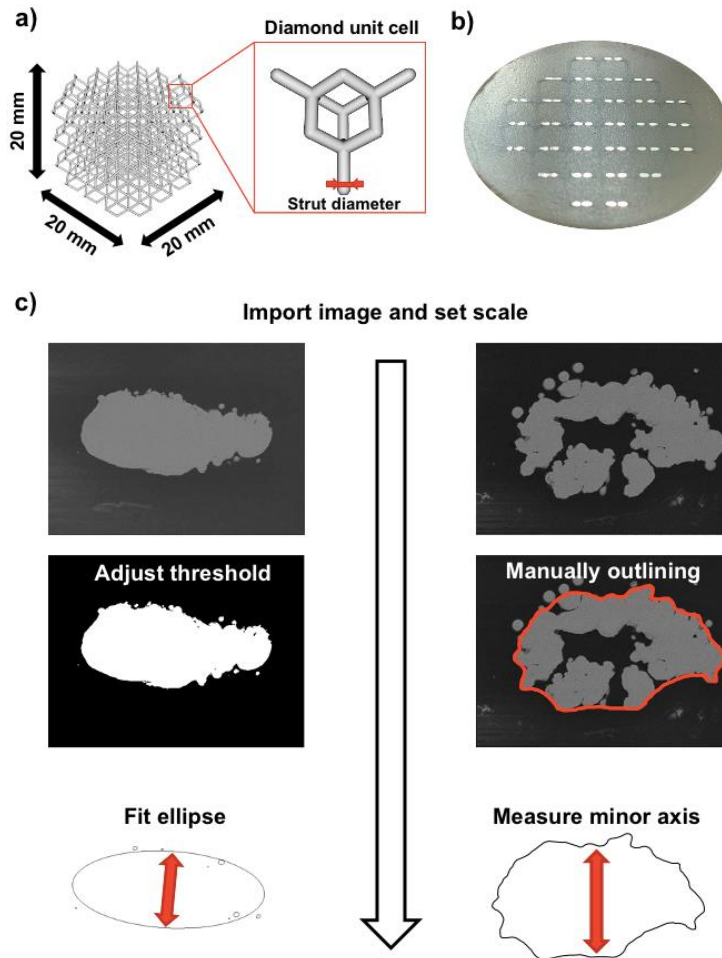 a)
Diamond unit cell
b)
20 mm
20 mm
20 mm
Strut diameter
c)
Import image and set scale
Adjust threshold
Manually outlining
Fit ellipse
Measure minor axis